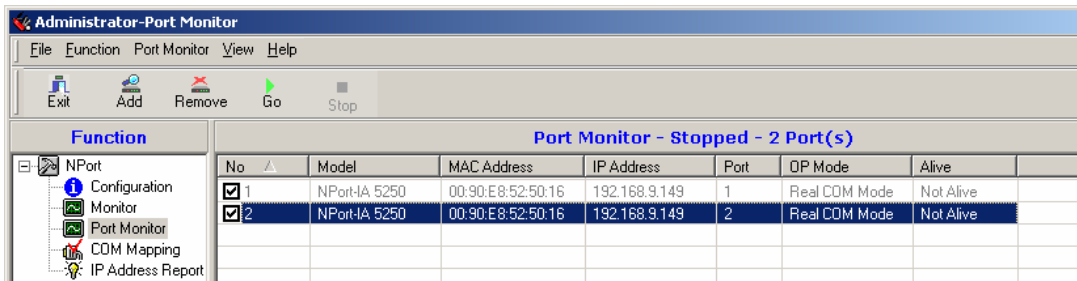 Administrator-Port Monitor
File Function Port Monitor View Help
Exit Add Remove Go Stop
Function
Port Monitor - Stopped - 2 Port(s)
NPort
Configuration
Monitor
Port Monitor
COM Mapping
IP Address Report
No Model MAC Address IP Address Port OP Mode Alive
1 NPort-IA 5250 00:90:E8:52:50:16 192.168.9.149 1 Real COM Mode Not Alive
2 NPort-IA 5250 00:90:E8:52:50:16 192.168.9.149 2 Real COM Mode Not Alive